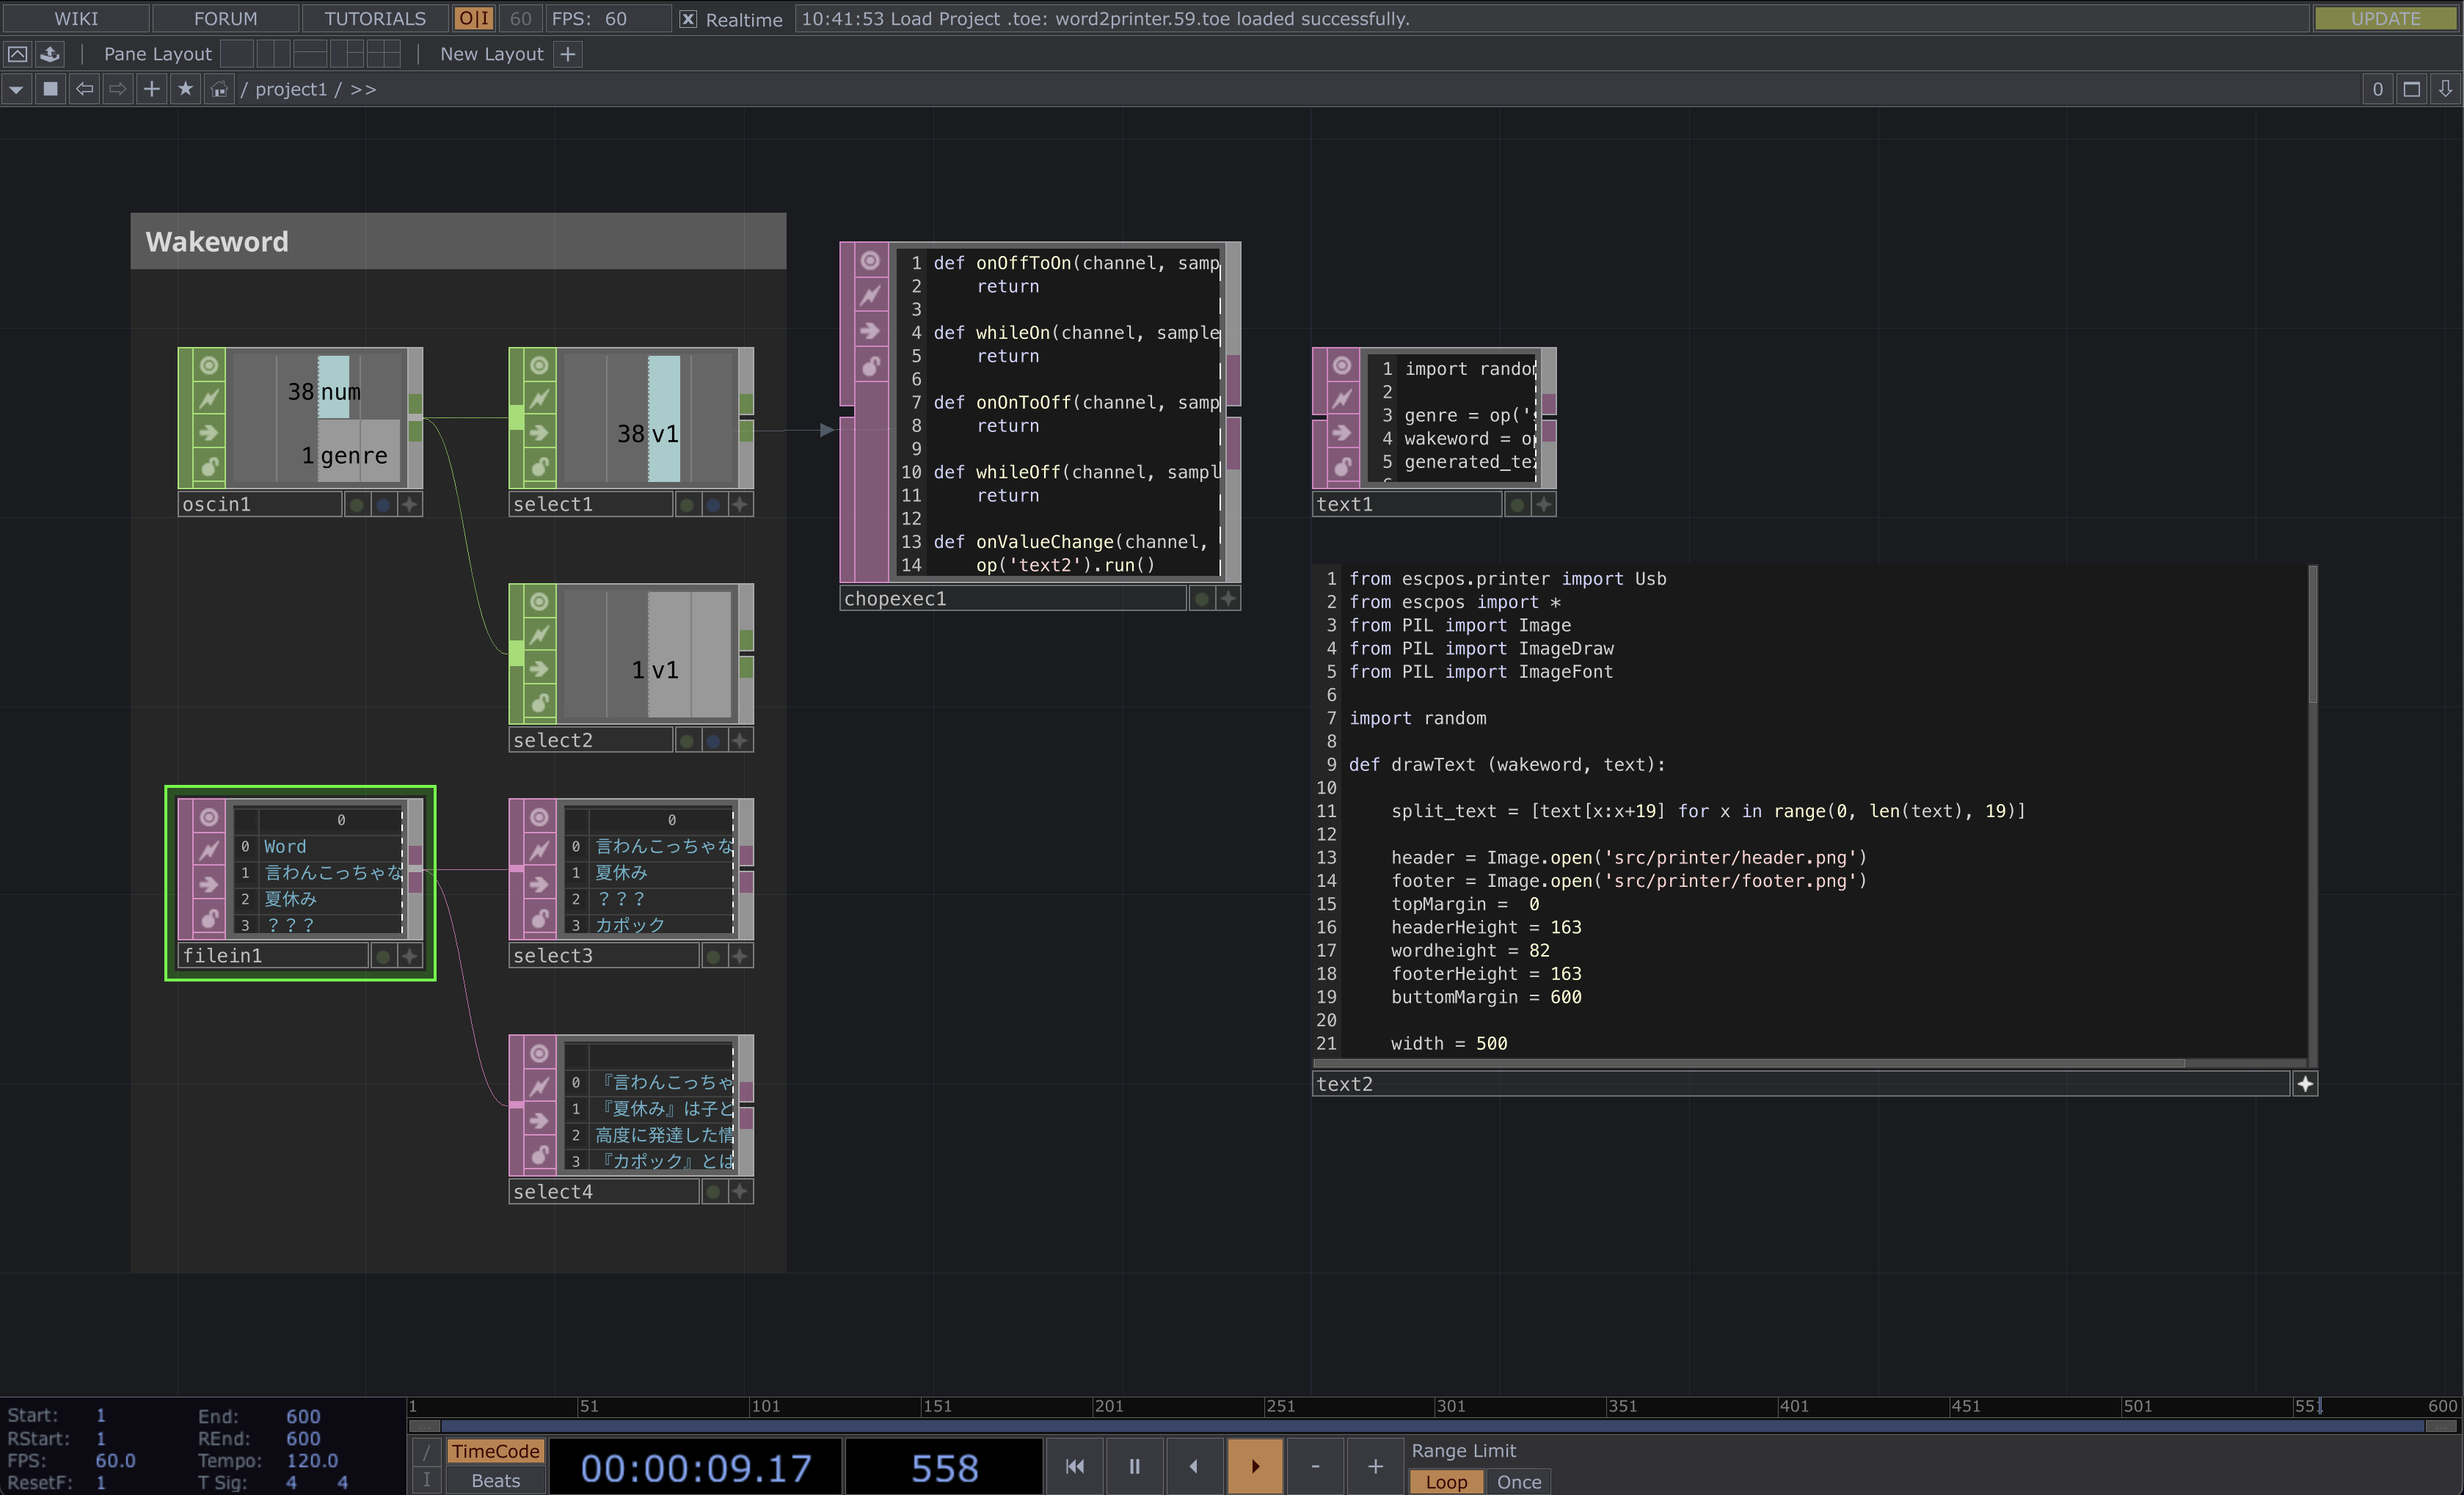 WIKI FORUM TUTORIALS O|I 60 FPS: 60 Realtime 10:41:53 Load Project .toe: word2printer.59.toe loaded successfully. UPDATE
Pane Layout New Layout +
/ project1 / >> 0
Wakeword
38 num
1 genre
oscin1
38 v1
select1
1 v1
select2
0
0 Word
1 言わんこっちゃな
2 夏休み
3 ？？？
filein1
0
0 言わんこっちゃな
1 夏休み
2 ？？？
3 カポック
select3
0 『言わんこっちゃ
1 『夏休み』は子ど
2 高度に発達した情
3 『カポック』とは
select4
1 def onOffToOn(channel, samp
2 return
3
4 def whileOn(channel, sample
5 return
6
7 def onOnToOff(channel, samp
8 return
9
10 def whileOff(channel, sampl
11 return
12
13 def onValueChange(channel,
14 op('text2').run()
chopexec1
1 import random
2
3 genre = op('s
4 wakeword = op
5 generated_te
text1
1 from escpos.printer import Usb
2 from escpos import *
3 from PIL import Image
4 from PIL import ImageDraw
5 from PIL import ImageFont
6
7 import random
8
9 def drawText (wakeword, text):
10
11 split_text = [text[x:x+19] for x in range(0, len(text), 19)]
12
13 header = Image.open('src/printer/header.png')
14 footer = Image.open('src/printer/footer.png')
15 topMargin =  0
16 headerHeight = 163
17 wordheight = 82
18 footerHeight = 163
19 buttomMargin = 600
20
21 width = 500
text2
1 51 101 151 201 251 301 351 401 451 501 551 600
Start: 1 End: 600
RStart: 1 REnd: 600
FPS: 60.0 Tempo: 120.0
ResetF: 1 T Sig: 4 4
/ TimeCode
I Beats
00:00:09.17 558 - +
Range Limit
Loop Once